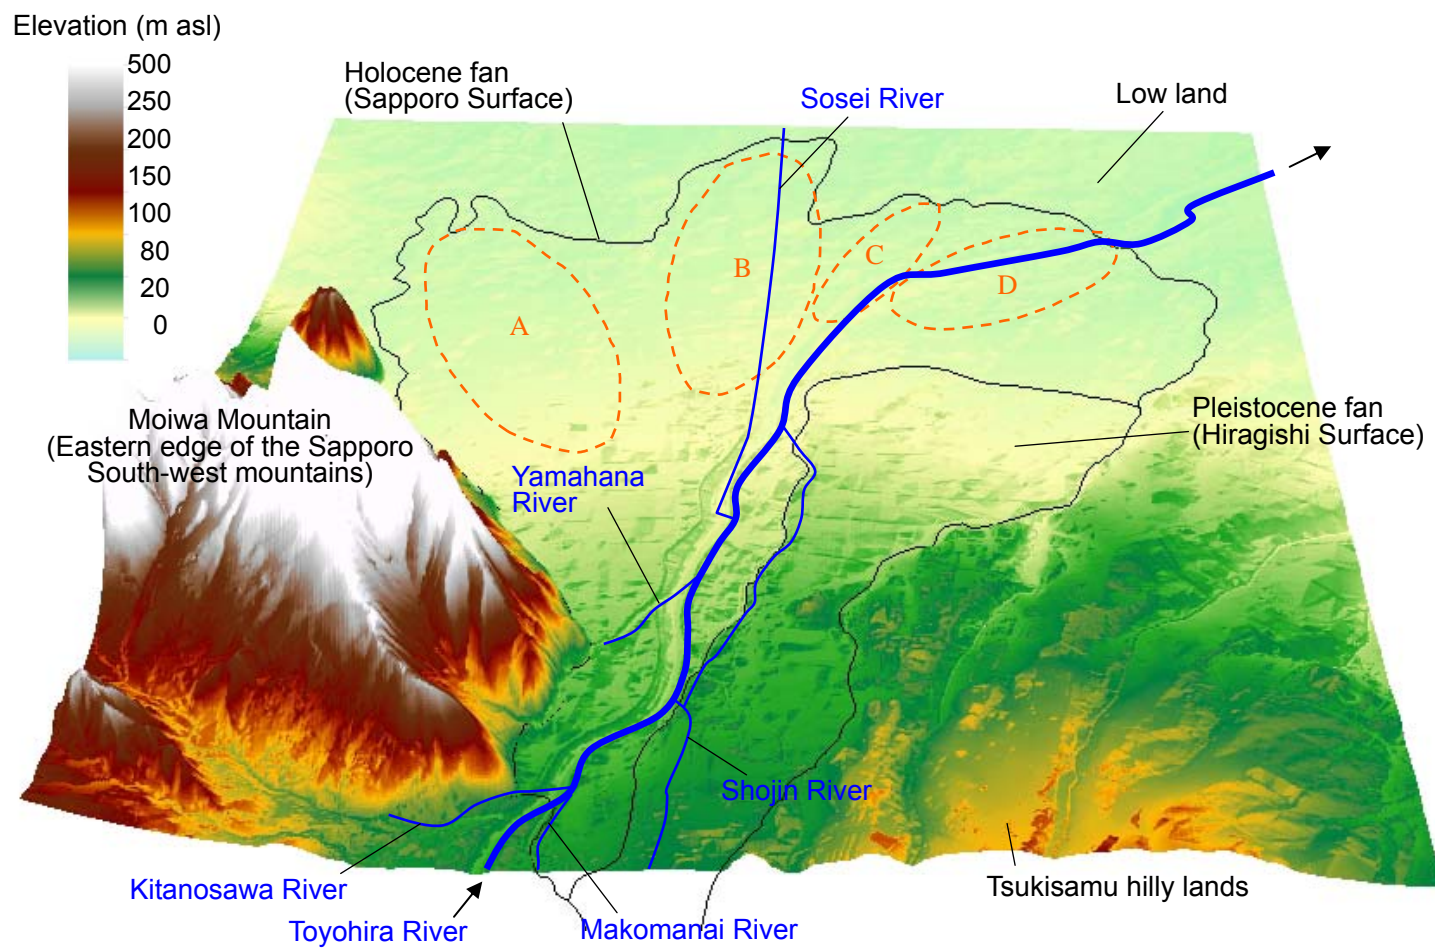 Elevation (m asl)
500
250
200
150
100
80
20
0
Holocene fan
(Sapporo Surface)
Sosei River
Low land
A
B
C
D
Moiwa Mountain
(Eastern edge of the Sapporo
South-west mountains)
Pleistocene fan
(Hiragishi Surface)
Yamahana
River
Shojin River
Kitanosawa River
Toyohira River
Makomanai River
Tsukisamu hilly lands